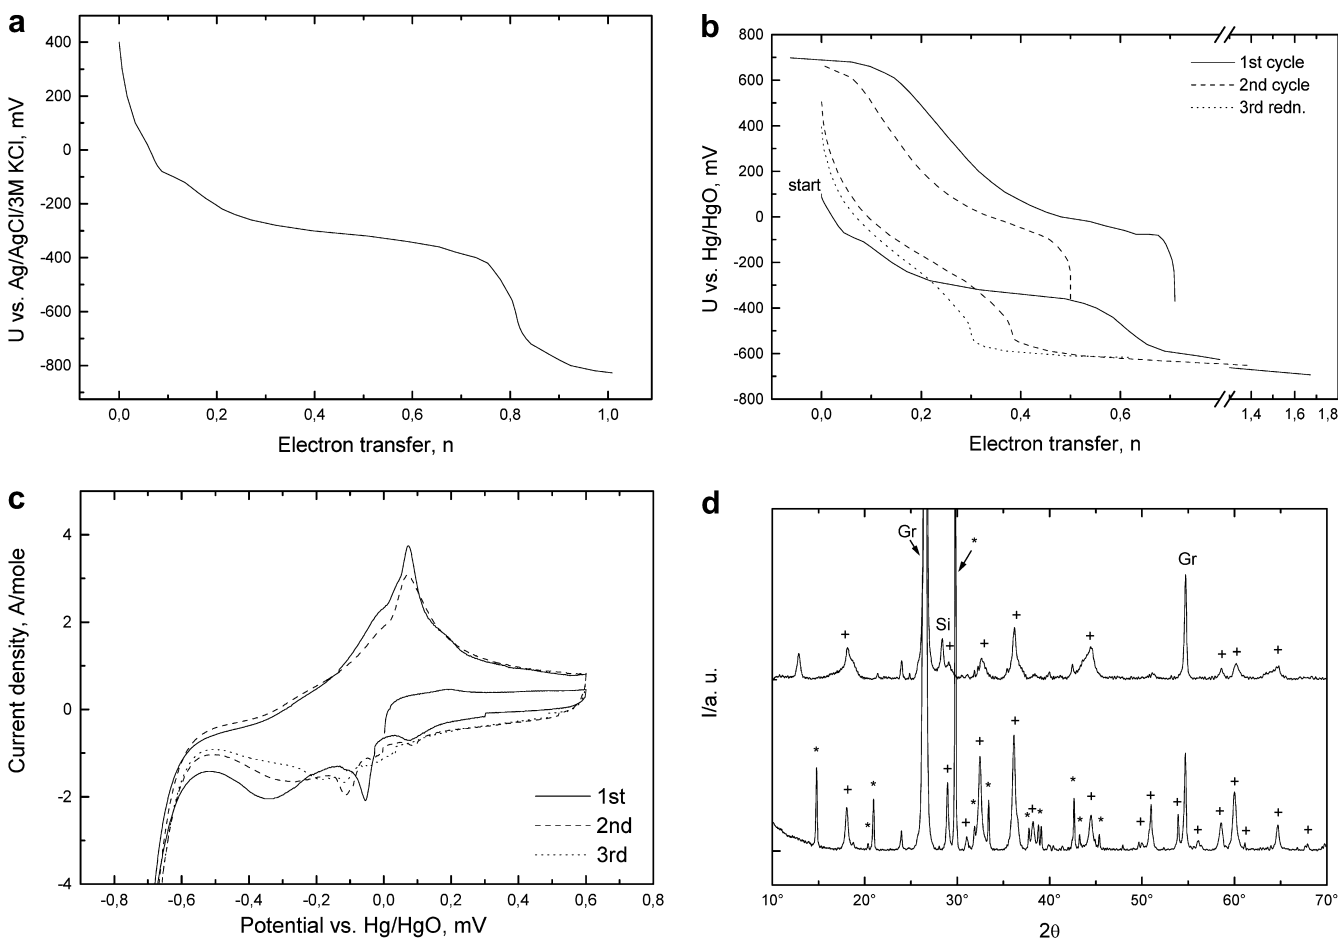 a
U vs. Ag/AgCl/3M KCl, mV
400
200
0
-200
-400
-600
-800
0,0 0,2 0,4 0,6 0,8 1,0
Electron transfer, n
b
U vs. Hg/HgO, mV
800
600
400
200
0
-200
-400
-600
-800
1st cycle
2nd cycle
3rd redn.
start
0,0 0,2 0,4 0,6 1,4 1,6 1,8
Electron transfer, n
c
Current density, A/mole
4
2
0
-2
-4
1st
2nd
3rd
-0,8 -0,6 -0,4 -0,2 0,0 0,2 0,4 0,6 0,8
Potential vs. Hg/HgO, mV
d
I/a. u.
Gr
*
Gr
Si
+ + + + + + + +
* + * * + + * + + * + * * * + * + + + + + + + +
10° 20° 30° 40° 50° 60° 70°
2θ